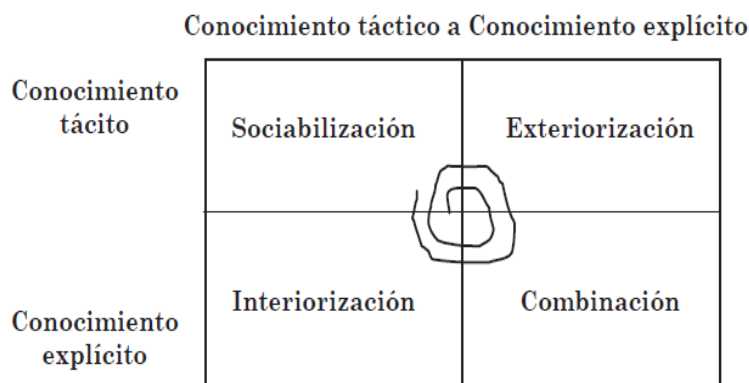 Conocimiento táctico a Conocimiento explícito
Conocimiento
tácito
Sociabilización
Exteriorización
Interiorización
Combinación
Conocimiento
explícito